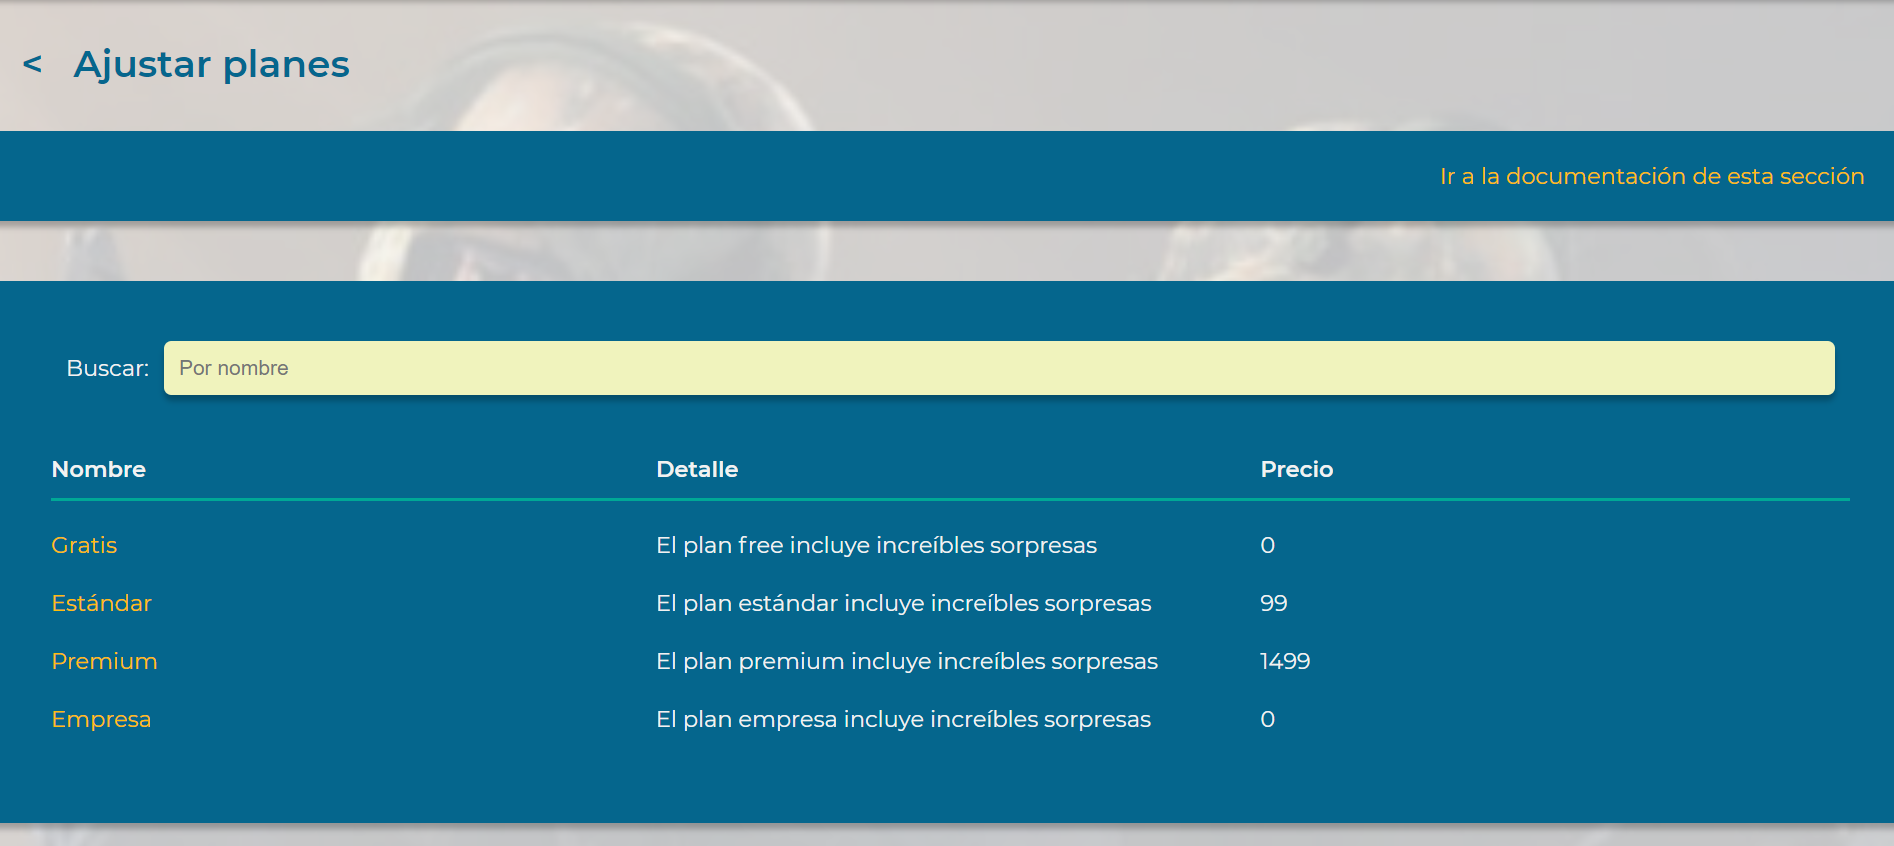 < Ajustar planes
Ir a la documentación de esta sección
Buscar: Por nombre
Nombre Detalle Precio
Gratis El plan free incluye increíbles sorpresas 0
Estándar El plan estándar incluye increíbles sorpresas 99
Premium El plan premium incluye increíbles sorpresas 1499
Empresa El plan empresa incluye increíbles sorpresas 0